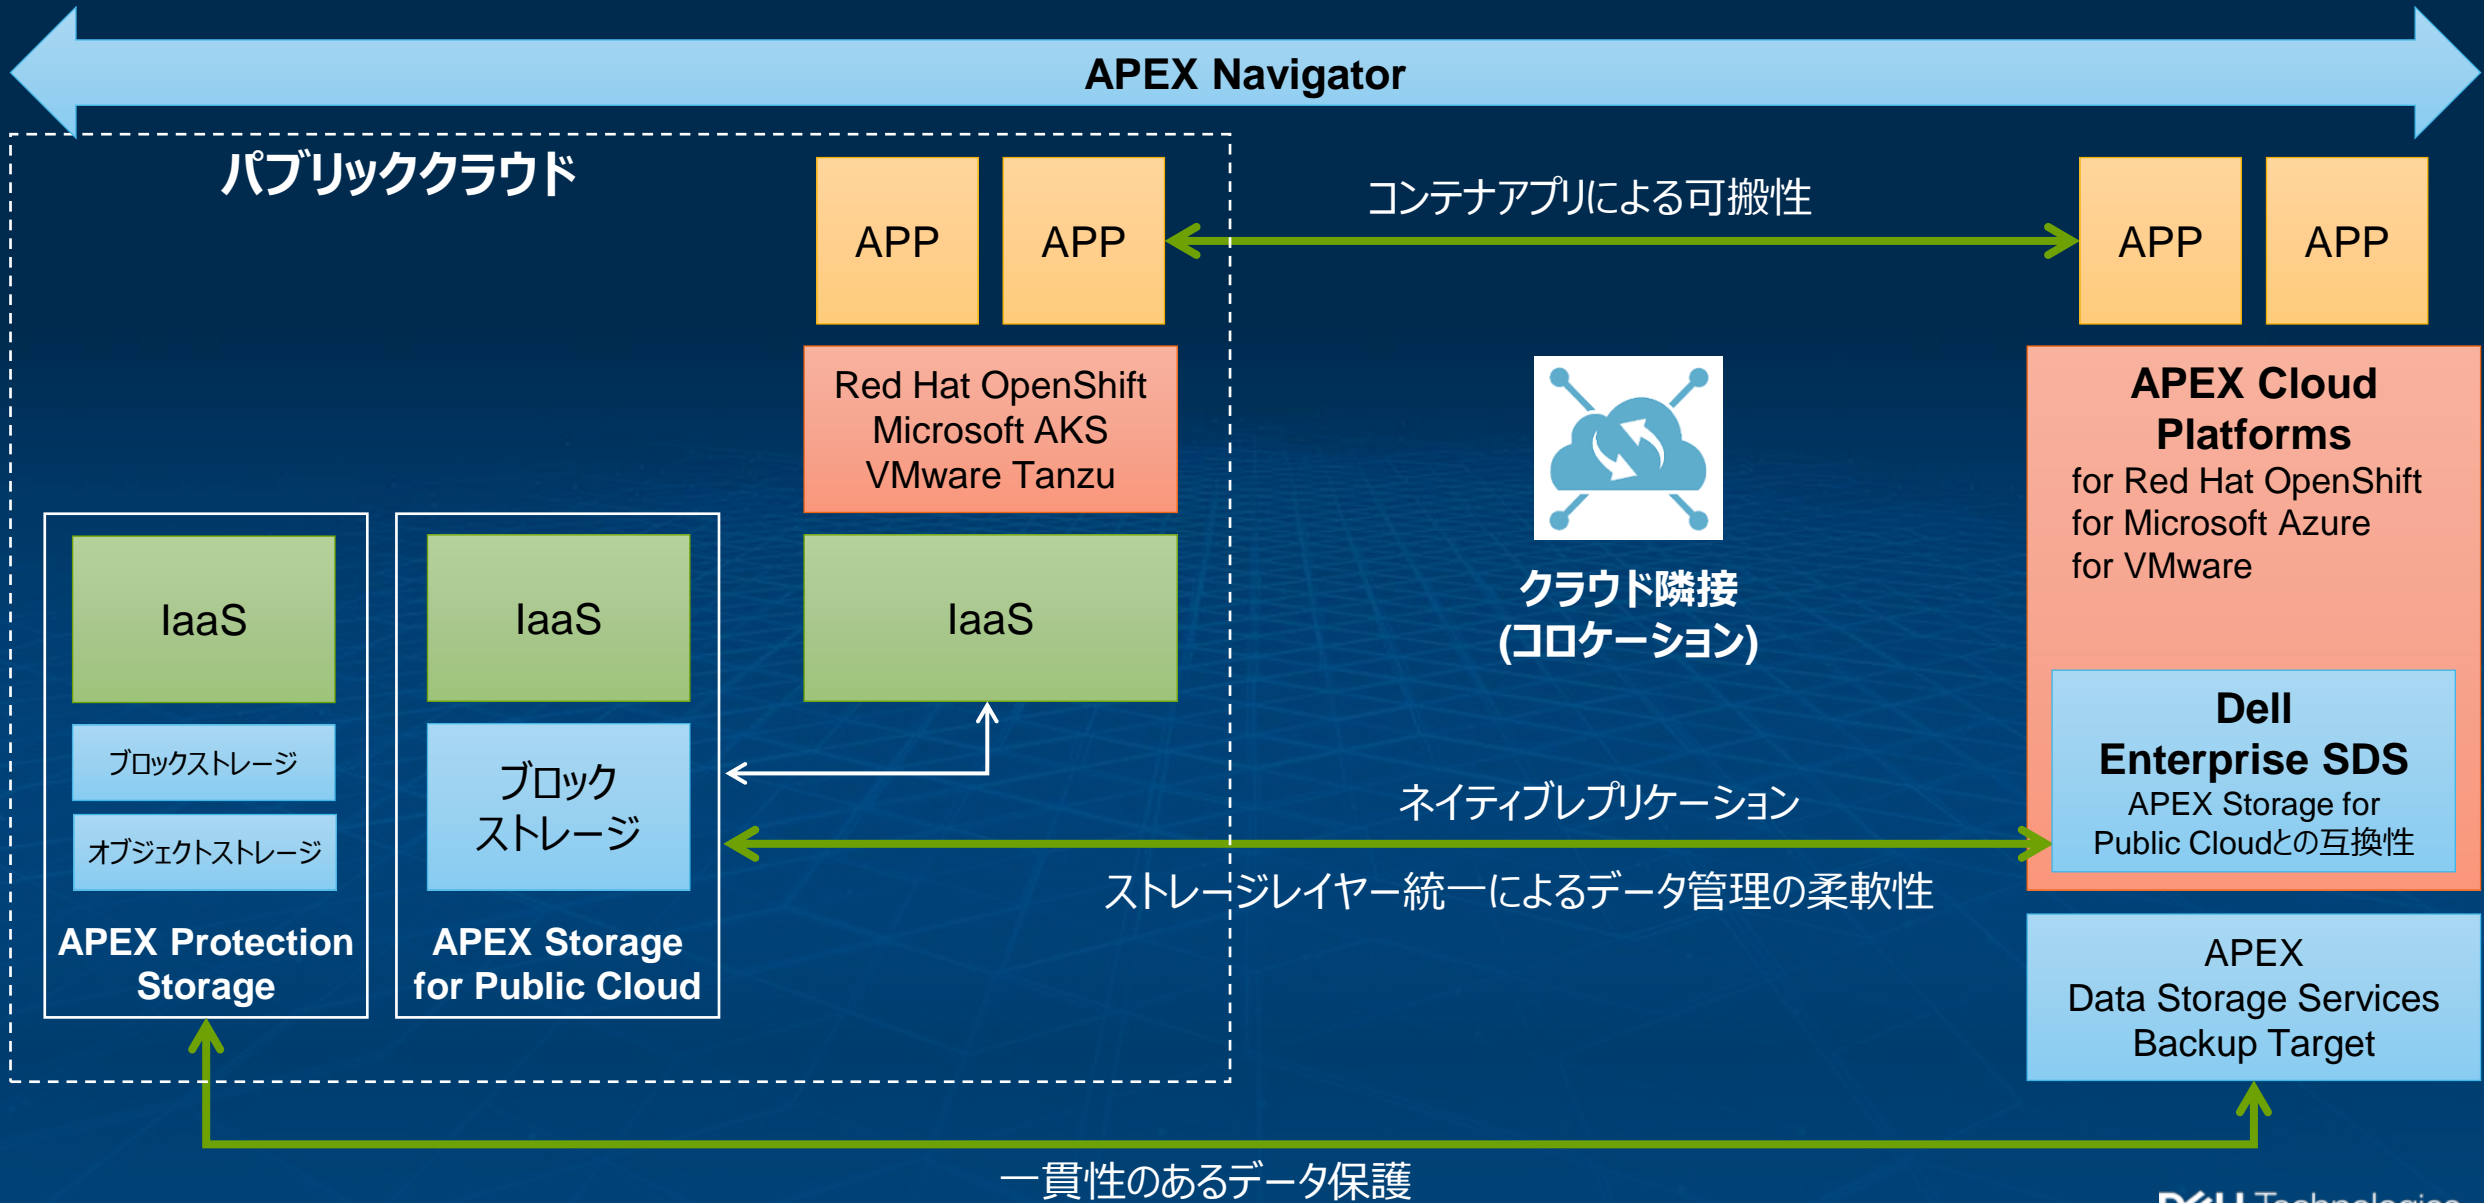 APEX Navigator
パブリッククラウド
APP
APP
コンテナアプリによる可搬性
APP
APP
Red Hat OpenShift
Microsoft AKS
VMware Tanzu
IaaS
IaaS
IaaS
ブロックストレージ
オブジェクトストレージ
ブロック
ストレージ
APEX Protection
Storage
APEX Storage
for Public Cloud
クラウド隣接
(コロケーション)
ネイティブレプリケーション
ストレージレイヤー統一によるデータ管理の柔軟性
APEX Cloud
Platforms
for Red Hat OpenShift
for Microsoft Azure
for VMware
Dell
Enterprise SDS
APEX Storage for
Public Cloudとの互換性
APEX
Data Storage Services
Backup Target
一貫性のあるデータ保護
DELL Technologies